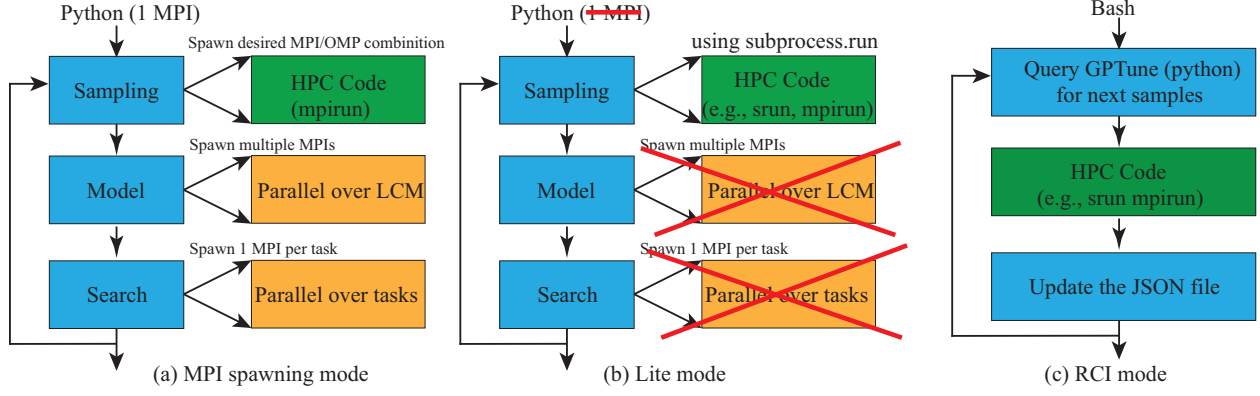 Python (1 MPI)
Spawn desired MPI/OMP combinition
Sampling
HPC Code
(mpirun)
Spawn multiple MPIs
Model
Parallel over LCM
Spawn 1 MPI per task
Search
Parallel over tasks
(a) MPI spawning mode
Python (1 MPI)
using subprocess.run
Sampling
HPC Code
(e.g., srun, mpirun)
Spawn multiple MPIs
Model
Parallel over LCM
Spawn 1 MPI per task
Search
Parallel over tasks
(b) Lite mode
Bash
Query GPTune (python)
for next samples
HPC Code
(e.g., srun mpirun)
Update the JSON file
(c) RCI mode